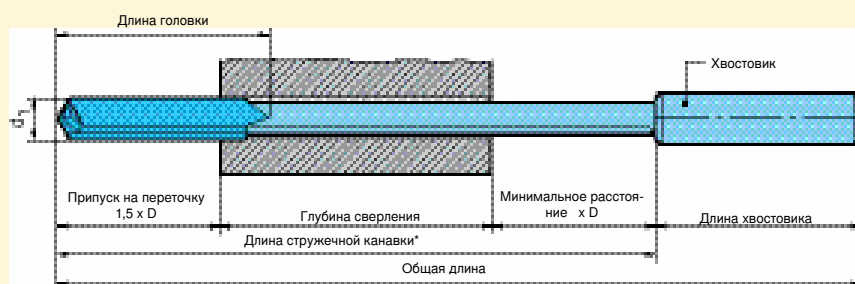 Длина головки
Хвостовик
d1
Припуск на переточку
1,5 x D
Глубина сверления
Минимальное расстоя-
ние x D
Длина хвостовика
Длина стружечной канавки*
Общая длина